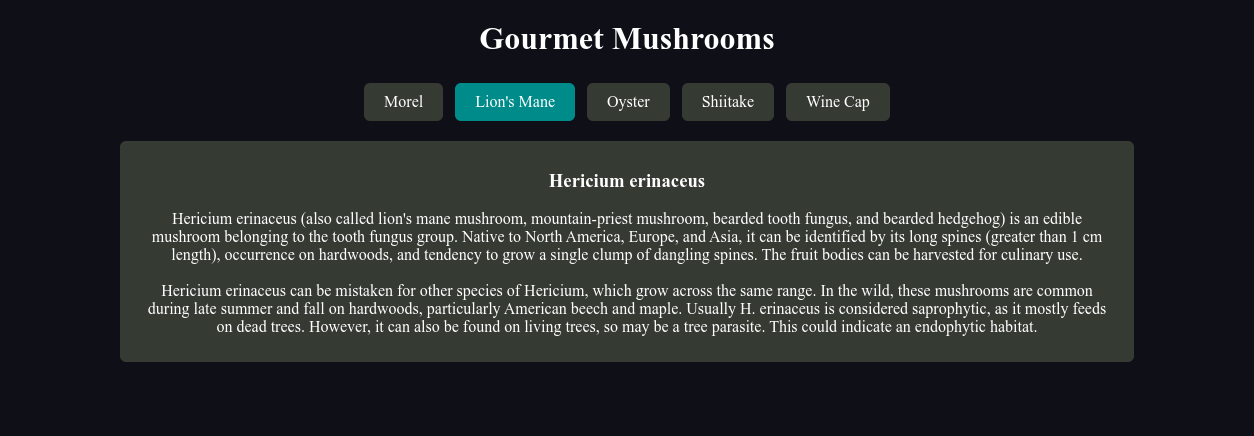 Gourmet Mushrooms
Morel
Lion's Mane
Oyster
Shiitake
Wine Cap
Hericium erinaceus
Hericium erinaceus (also called lion's mane mushroom, mountain-priest mushroom, bearded tooth fungus, and bearded hedgehog) is an edible
mushroom belonging to the tooth fungus group. Native to North America, Europe, and Asia, it can be identified by its long spines (greater than 1 cm
length), occurrence on hardwoods, and tendency to grow a single clump of dangling spines. The fruit bodies can be harvested for culinary use.
Hericium erinaceus can be mistaken for other species of Hericium, which grow across the same range. In the wild, these mushrooms are common
during late summer and fall on hardwoods, particularly American beech and maple. Usually H. erinaceus is considered saprophytic, as it mostly feeds
on dead trees. However, it can also be found on living trees, so may be a tree parasite. This could indicate an endophytic habitat.